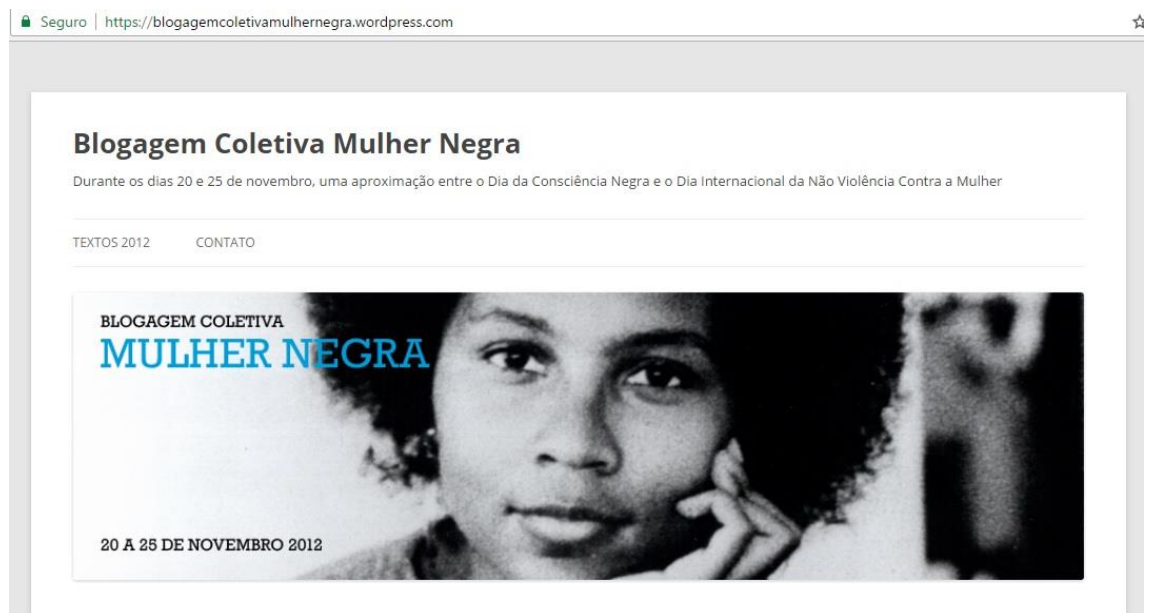 Seguro | https://blogagemcoletivamulhernegra.wordpress.com
Blogagem Coletiva Mulher Negra
Durante os dias 20 e 25 de novembro, uma aproximação entre o Dia da Consciência Negra e o Dia Internacional da Não Violência Contra a Mulher
TEXTOS 2012 CONTATO
BLOGAGEM COLETIVA
MULHER NEGRA
20 A 25 DE NOVEMBRO 2012